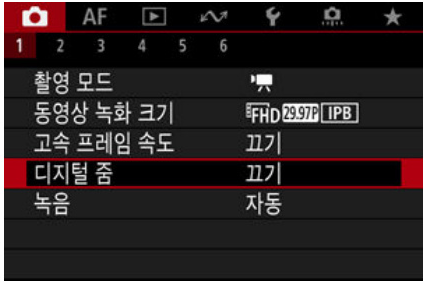 AF
1 2 3 4 5 6
촬영 모드
동영상 녹화 크기 FHD 29.97P IPB
고속 프레임 속도 끄기
디지털 줌 끄기
녹음 자동